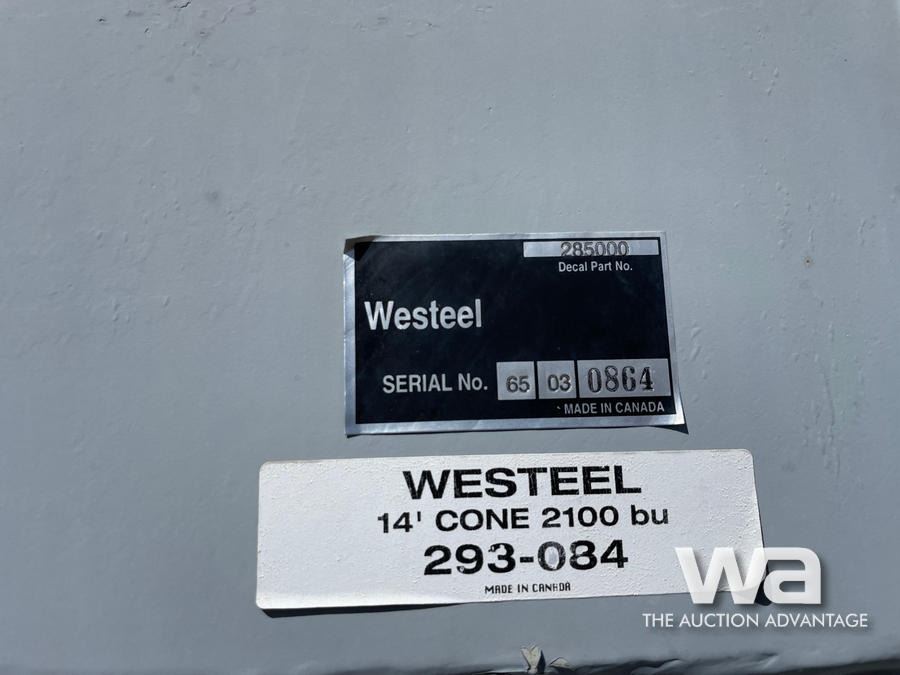 285000
Decal Part No.
Westeel
SERIAL No. 65 03 0864
MADE IN CANADA
WESTEEL
14' CONE 2100 bu
293-084
MADE IN CANADA
wa
THE AUCTION ADVANTAGE